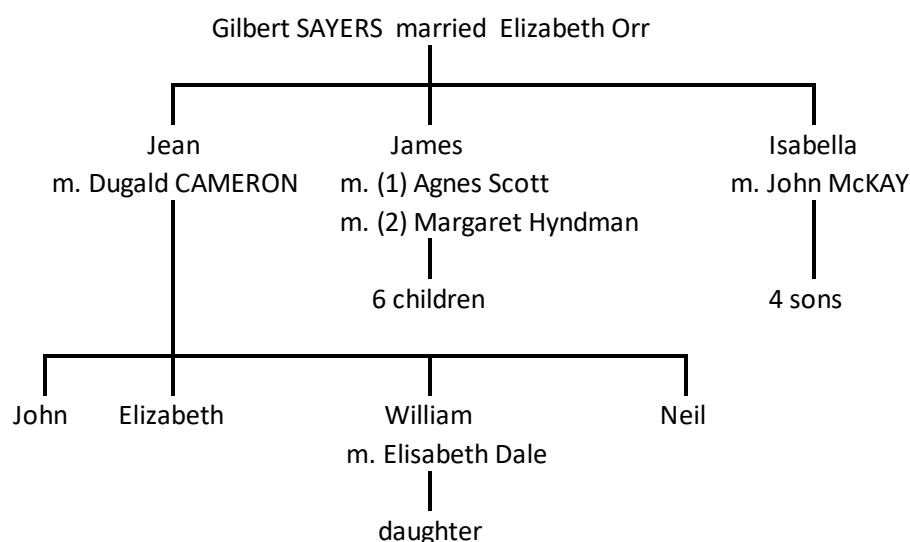 Gilbert SAYERS married Elizabeth Orr
Jean
m. Dugald CAMERON
James
m. (1) Agnes Scott
m. (2) Margaret Hyndman
6 children
Isabella
m. John McKAY
4 sons
John
Elizabeth
William
m. Elisabeth Dale
daughter
Neil